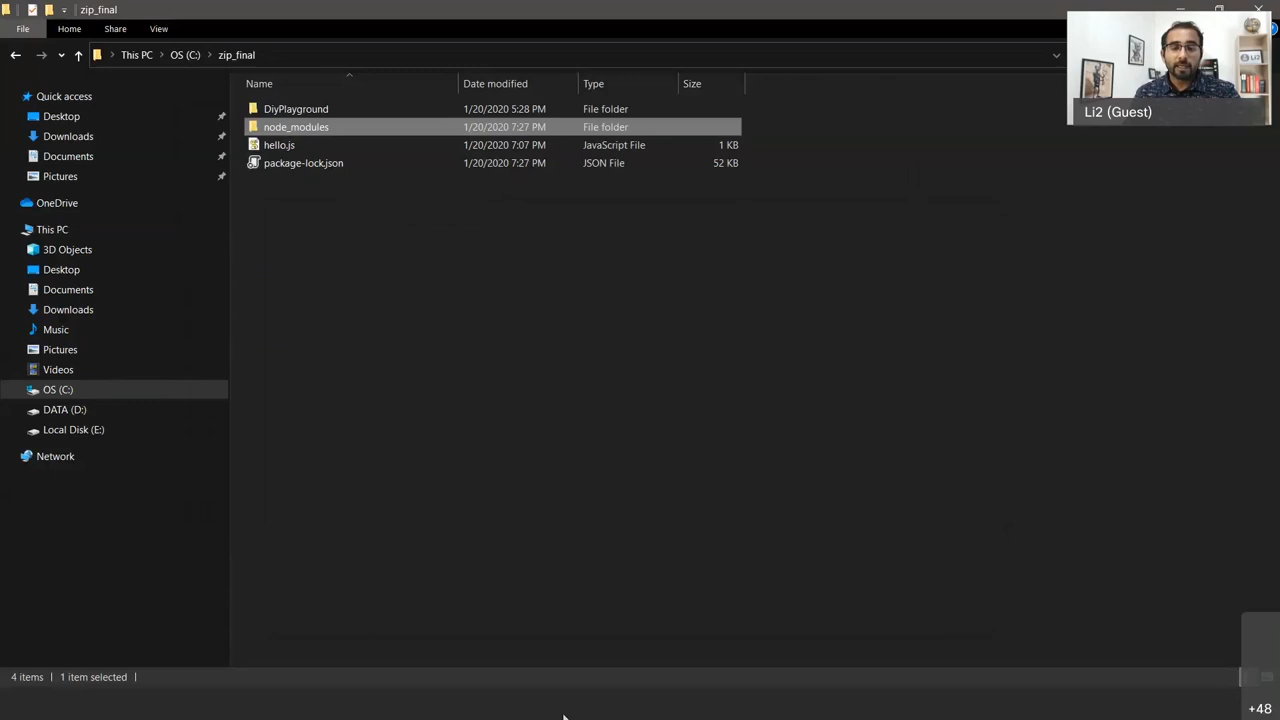 zip_final
File Home Share View
This PC OS (C:) zip_final
Name Date modified Type Size
Quick access
Desktop
Downloads
Documents
Pictures
OneDrive
This PC
3D Objects
Desktop
Documents
Downloads
Music
Pictures
Videos
OS (C:)
DATA (D:)
Local Disk (E:)
Network
DiyPlayground 1/20/2020 5:28 PM File folder
node_modules 1/20/2020 7:27 PM File folder
hello.js 1/20/2020 7:07 PM JavaScript File 1 KB
package-lock.json 1/20/2020 7:27 PM JSON File 52 KB
Li2
Li2 (Guest)
4 items 1 item selected
+48